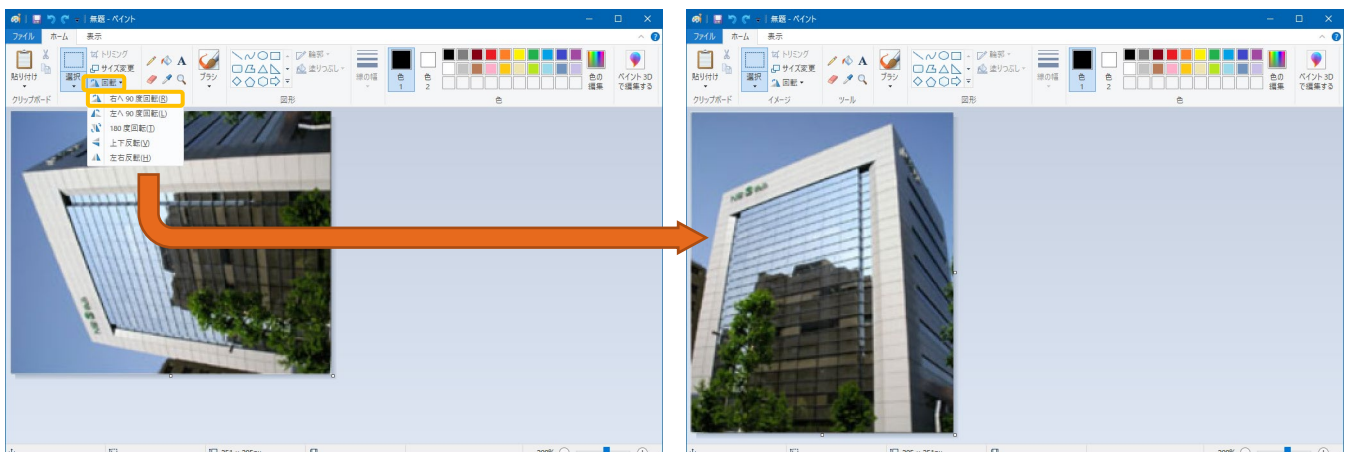 無題 - ペイント
ファイル ホーム 表示
貼り付け
クリップボード
選択
トリミング
サイズ変更
回転
右へ 90 度回転(R)
左へ 90 度回転(L)
180 度回転(T)
上下反転(V)
左右反転(H)
A
ブラシ
輪郭
塗りつぶし
図形
線の幅
色
1
色
2
色の
編集
ペイント 3D
で編集する
色
無題 - ペイント
ファイル ホーム 表示
貼り付け
クリップボード
選択
トリミング
サイズ変更
回転
イメージ
A
ツール
ブラシ
輪郭
塗りつぶし
図形
線の幅
色
1
色
2
色の
編集
ペイント 3D
で編集する
色